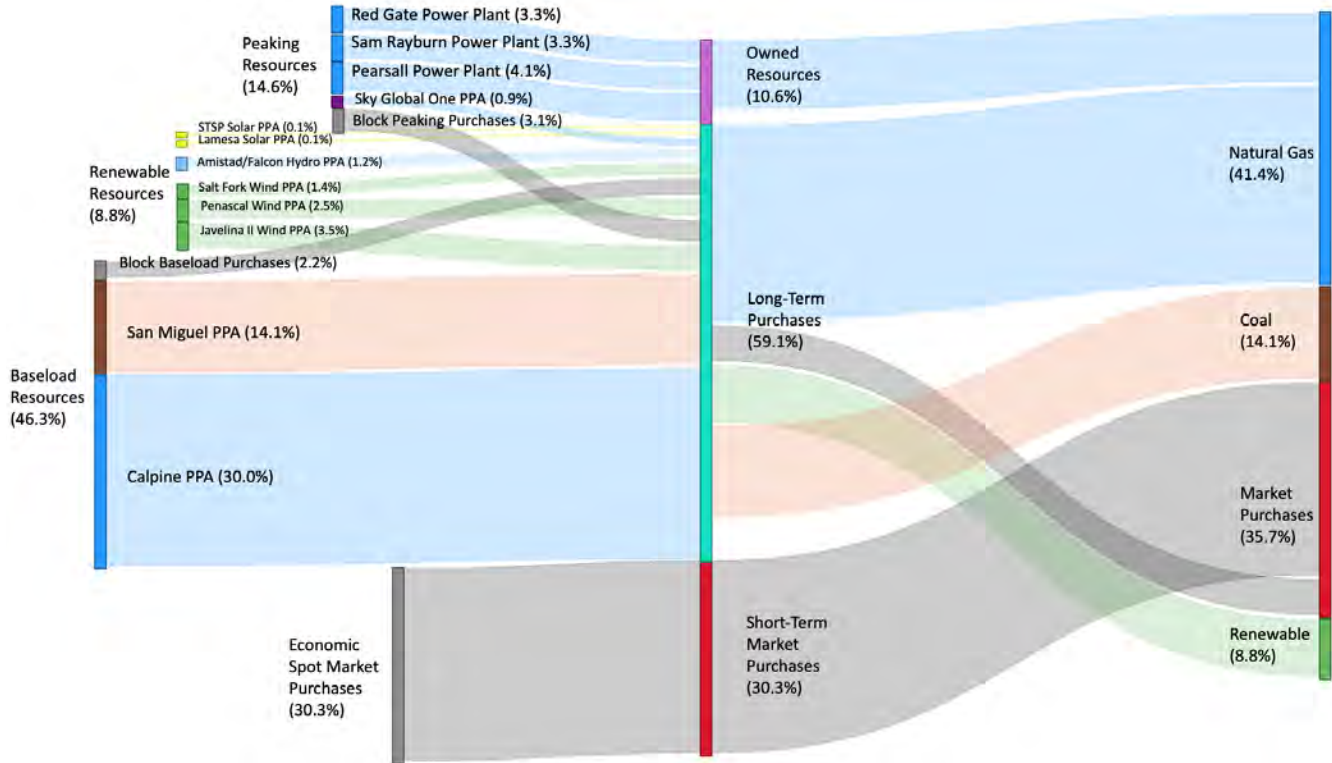 Peaking
Resources
(14.6%)
Red Gate Power Plant (3.3%)
Sam Rayburn Power Plant (3.3%)
Pearsall Power Plant (4.1%)
Sky Global One PPA (0.9%)
Block Peaking Purchases (3.1%)
Renewable
Resources
(8.8%)
STSP Solar PPA (0.1%)
Lamesa Solar PPA (0.1%)
Amistad/Falcon Hydro PPA (1.2%)
Salt Fork Wind PPA (1.4%)
Penascal Wind PPA (2.5%)
Javelina II Wind PPA (3.5%)
Baseload
Resources
(46.3%)
Block Baseload Purchases (2.2%)
San Miguel PPA (14.1%)
Calpine PPA (30.0%)
Economic
Spot Market
Purchases
(30.3%)
Owned
Resources
(10.6%)
Long-Term
Purchases
(59.1%)
Short-Term
Market
Purchases
(30.3%)
Natural Gas
(41.4%)
Coal
(14.1%)
Market
Purchases
(35.7%)
Renewable
(8.8%)